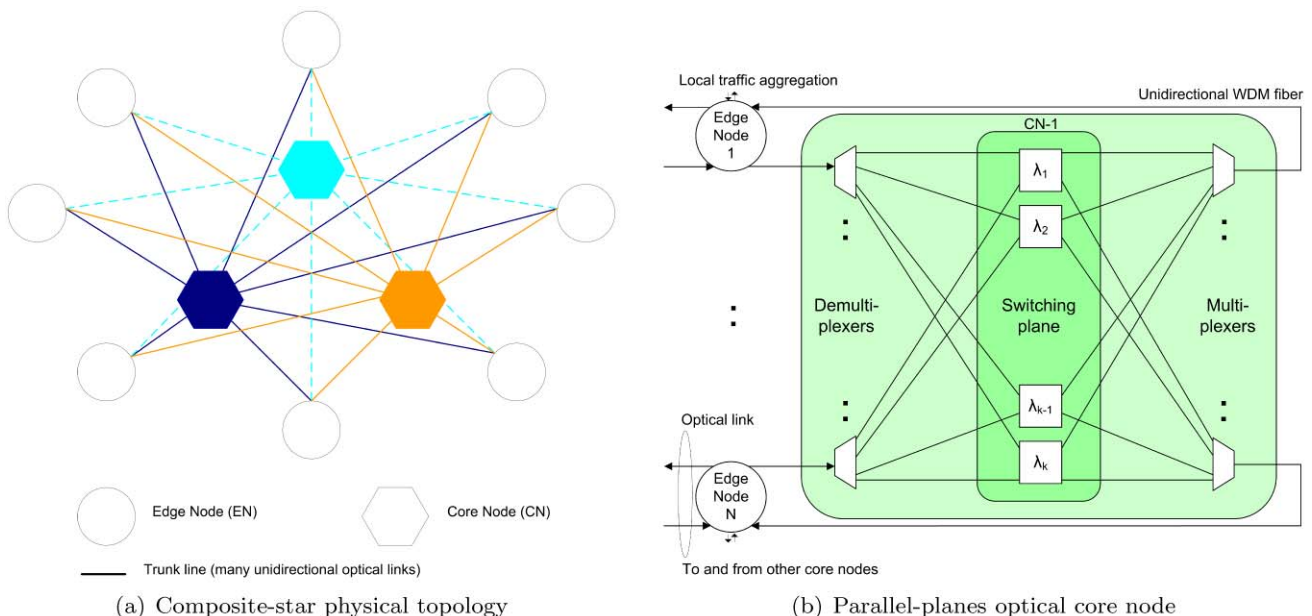 Edge Node (EN)
Core Node (CN)
Trunk line (many unidirectional optical links)
(a) Composite-star physical topology
Local traffic aggregation
Unidirectional WDM fiber
Edge
Node
1
CN-1
λ1
λ2
Demulti-
plexers
Switching
plane
Multi-
plexers
λk-1
λk
Optical link
Edge
Node
N
To and from other core nodes
(b) Parallel-planes optical core node